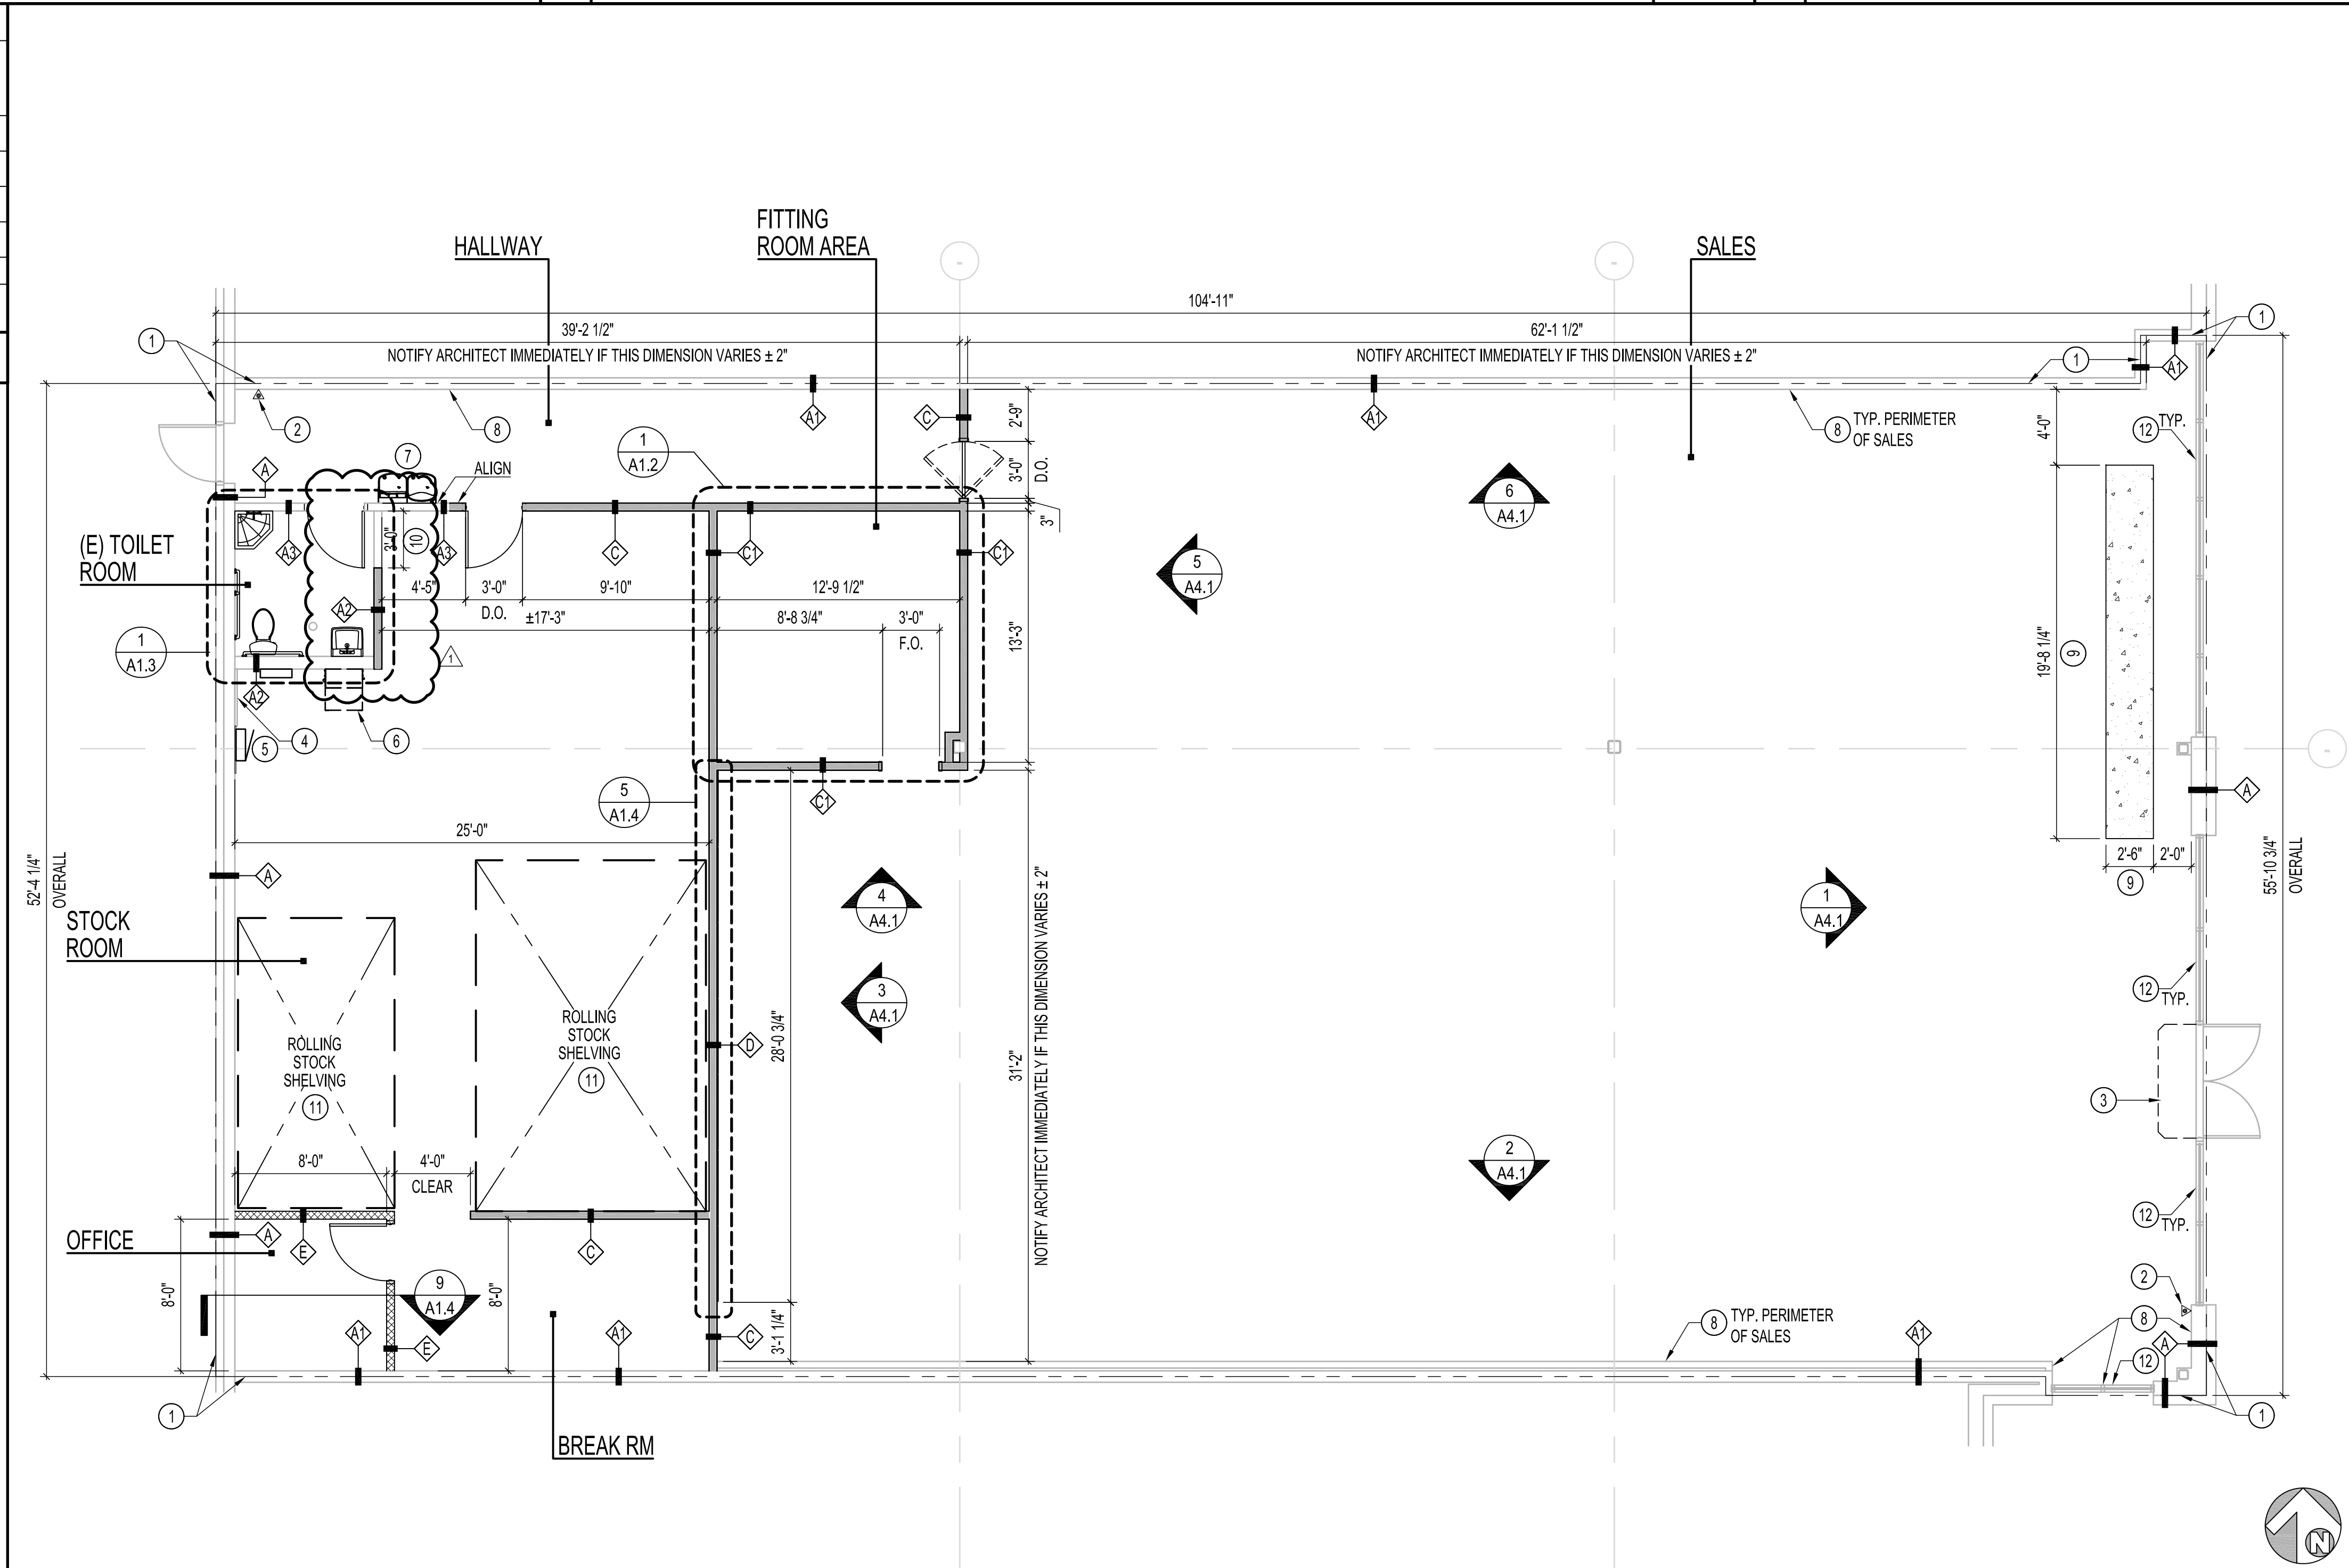 FITTING
ROOM AREA
HALLWAY
SALES
104'-11"
39'-2 1/2"
62'-1 1/2"
NOTIFY ARCHITECT IMMEDIATELY IF THIS DIMENSION VARIES ± 2"
NOTIFY ARCHITECT IMMEDIATELY IF THIS DIMENSION VARIES ± 2"
1
1
1
A1
2
8
A1
C
2'-9"
A1
8 TYP. PERIMETER
OF SALES
4'-0"
12 TYP.
7
1
A1.2
ALIGN
A
3'-0"
D.O.
3"
6
A4.1
(E) TOILET
ROOM
A3
3'-0"
10
A3
C
C1
C1
5
A4.1
4'-5"
3'-0"
D.O.
9'-10"
12'-9 1/2"
A2
±17'-3"
8'-8 3/4"
3'-0"
F.O.
13'-3"
1
A1.3
1
19'-8 1/4"
9
A2
5
4
6
5
A1.4
C1
A
25'-0"
2'-6"
2'-0"
9
52'-4 1/4"
OVERALL
55'-10 3/4"
OVERALL
A
4
A4.1
1
A4.1
STOCK
ROOM
3
A4.1
12
TYP.
ROLLING
STOCK
SHELVING
11
ROLLING
STOCK
SHELVING
11
D
28'-0 3/4"
31'-2"
NOTIFY ARCHITECT IMMEDIATELY IF THIS DIMENSION VARIES ± 2"
3
8'-0"
4'-0"
CLEAR
2
A4.1
12
TYP.
OFFICE
A
E
C
8'-0"
9
A1.4
8'-0"
2
A1
E
A1
C
3'-1 1/4"
8 TYP. PERIMETER
OF SALES
A1
8
A
12
1
1
BREAK RM
N